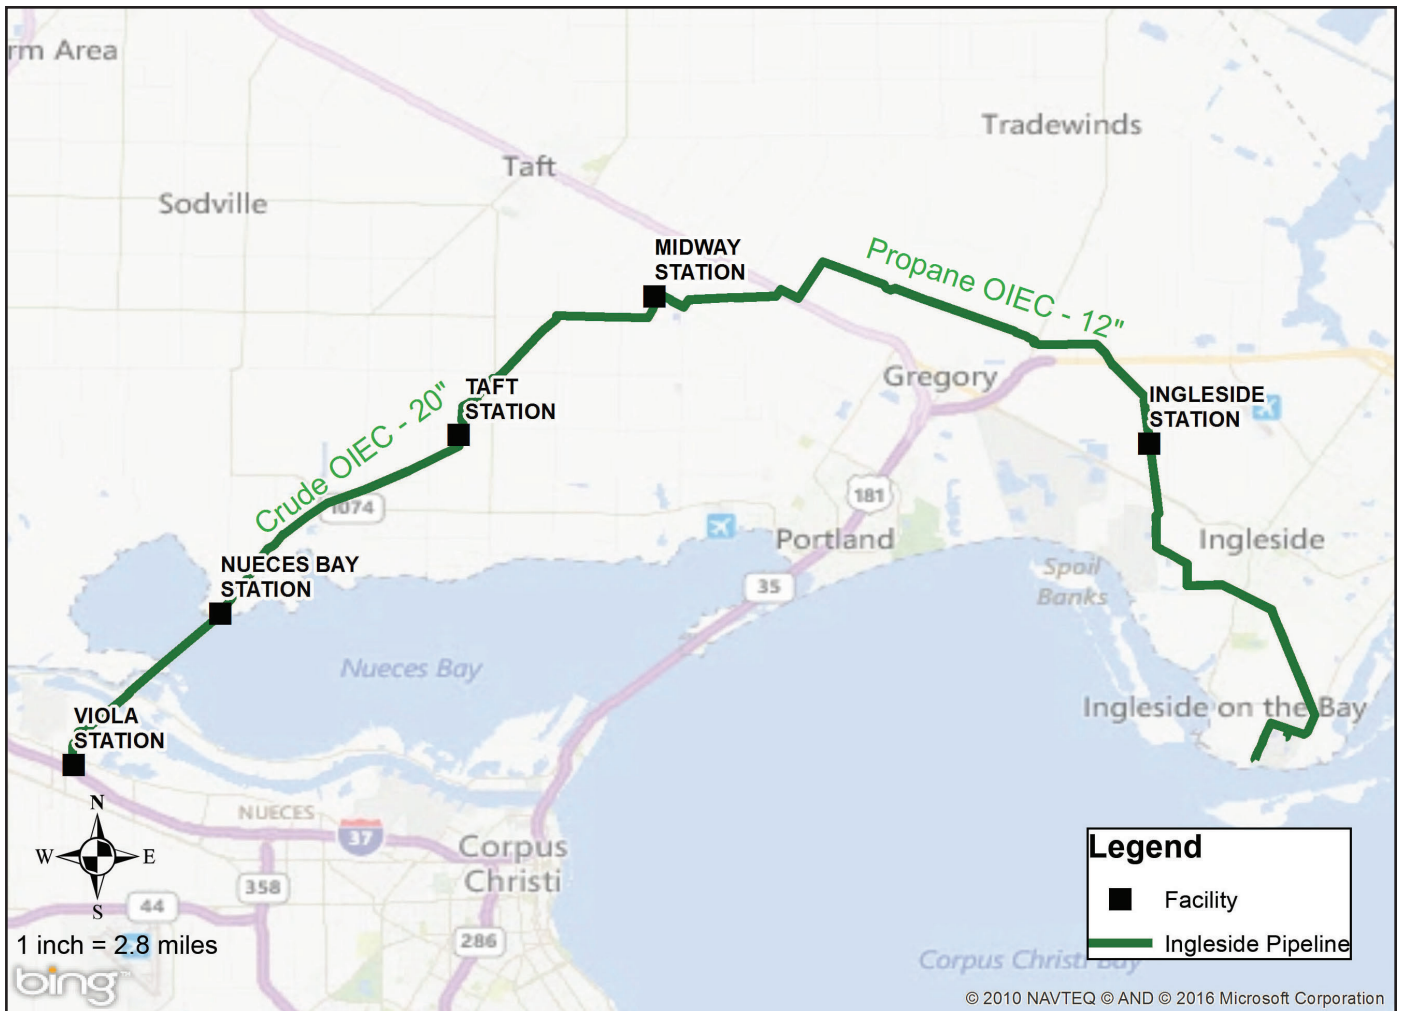 rm Area
Tradewinds
Taft
Sodville
MIDWAY
STATION
Propane OIEC - 12"
Gregory
TAFT
STATION
INGLESIDE
STATION
Crude OIEC - 20"
1074
181
Portland
Ingleside
NUECES BAY
STATION
35
Spoil
Banks
Nueces Bay
Ingleside on the Bay
VIOLA
STATION
N
W
E
S
NUECES
37
Corpus
Christi
358
44
286
1 inch = 2.8 miles
bing™
Legend
Facility
Ingleside Pipeline
Corpus Christi Bay
© 2010 NAVTEQ © AND © 2016 Microsoft Corporation